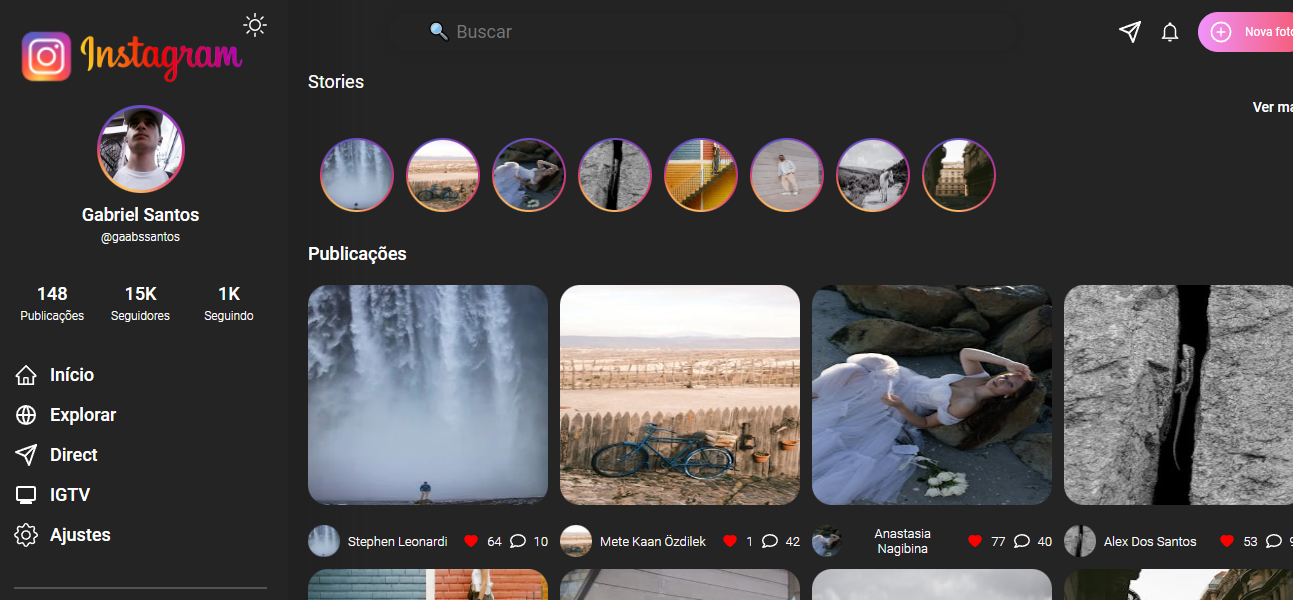 Instagram
Gabriel Santos
@gaabssantos
148 15K 1K
Publicações Seguidores Seguindo
Início
Explorar
Direct
IGTV
Ajustes
Buscar
Nova foto
Stories
Ver ma
Publicações
Stephen Leonardi 64 10
Mete Kaan Özdilek 1 42
Anastasia
Nagibina 77 40
Alex Dos Santos 53